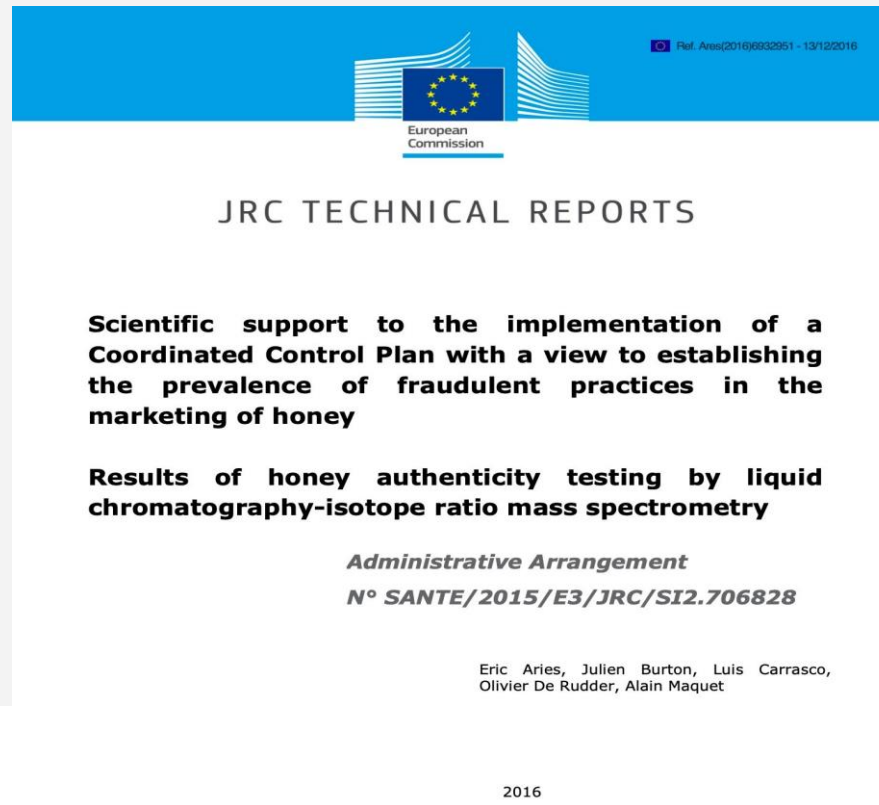 Ref. Ares(2016)6932951 - 13/12/2016
European
Commission
JRC TECHNICAL REPORTS
Scientific support to the implementation of a
Coordinated Control Plan with a view to establishing
the prevalence of fraudulent practices in the
marketing of honey
Results of honey authenticity testing by liquid
chromatography-isotope ratio mass spectrometry
Administrative Arrangement
N° SANTE/2015/E3/JRC/SI2.706828
Eric Aries, Julien Burton, Luis Carrasco,
Olivier De Rudder, Alain Maquet
2016